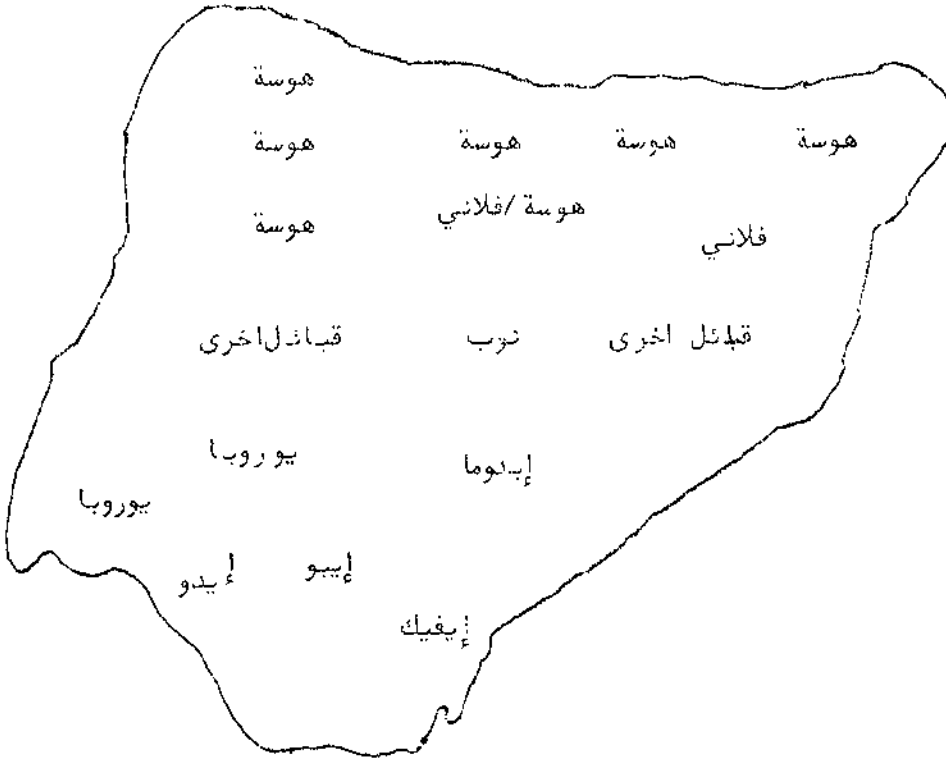 هوسة
هوسة هوسة هوسة هوسة
هوسة/فلاني
هوسة فلاني
قبائل اخرى نوب قبائل اخرى
يوروبا
إيدوما
يوروبا
إيبو
إيدو
إيفيك